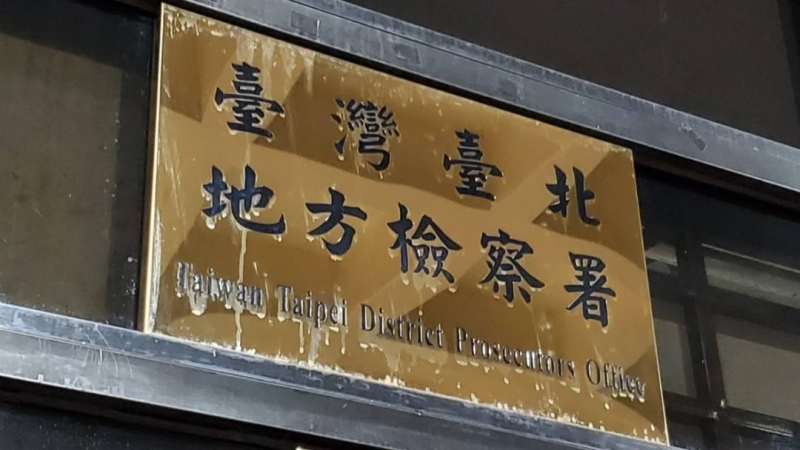 臺灣臺北
地方檢察署
Taiwan Taipei District Prosecutors Office